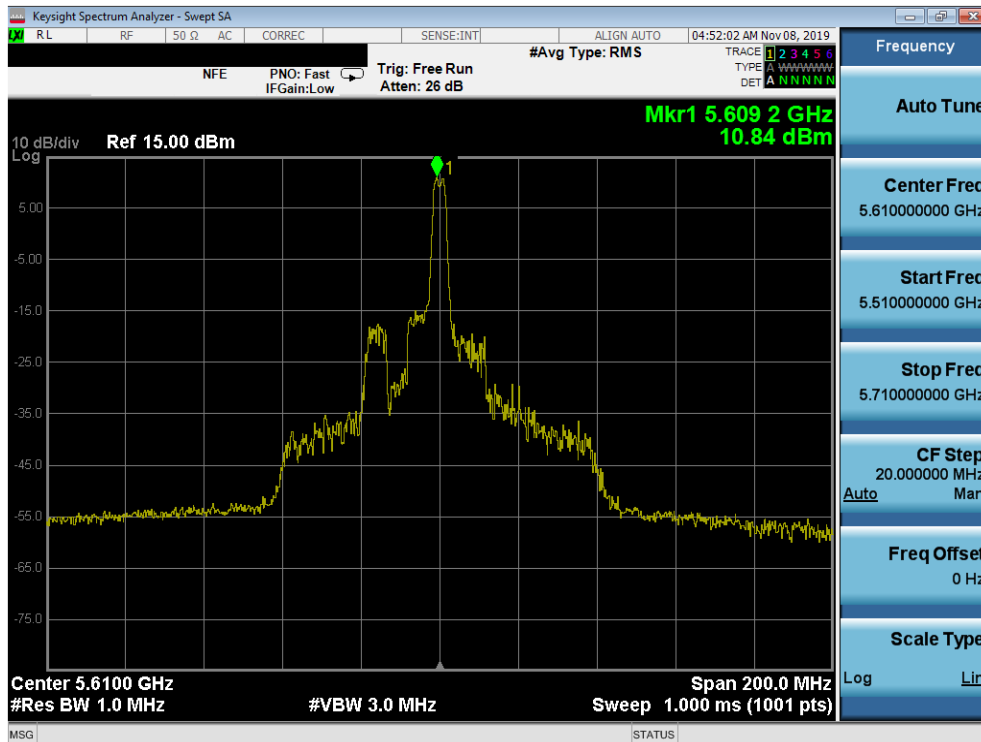 Keysight Spectrum Analyzer - Swept SA
LXI RL RF 50 Ω AC CORREC SENSE:INT ALIGN AUTO 04:52:02 AM Nov 08, 2019
NFE PNO: Fast IFGain:Low
Trig: Free Run
Atten: 26 dB
#Avg Type: RMS
TRACE 1 2 3 4 5 6
TYPE A WWWWW
DET A N N N N N
Frequency
Mkr1 5.609 2 GHz
10.84 dBm
10 dB/div Ref 15.00 dBm
Log
1
5.00
-5.00
-15.0
-25.0
-35.0
-45.0
-55.0
-65.0
-75.0
Center 5.6100 GHz Span 200.0 MHz
#Res BW 1.0 MHz #VBW 3.0 MHz Sweep 1.000 ms (1001 pts)
Auto Tune
Center Freq
5.610000000 GHz
Start Freq
5.510000000 GHz
Stop Freq
5.710000000 GHz
CF Step
20.000000 MHz
Auto Man
Freq Offset
0 Hz
Scale Type
Log Lin
MSG STATUS